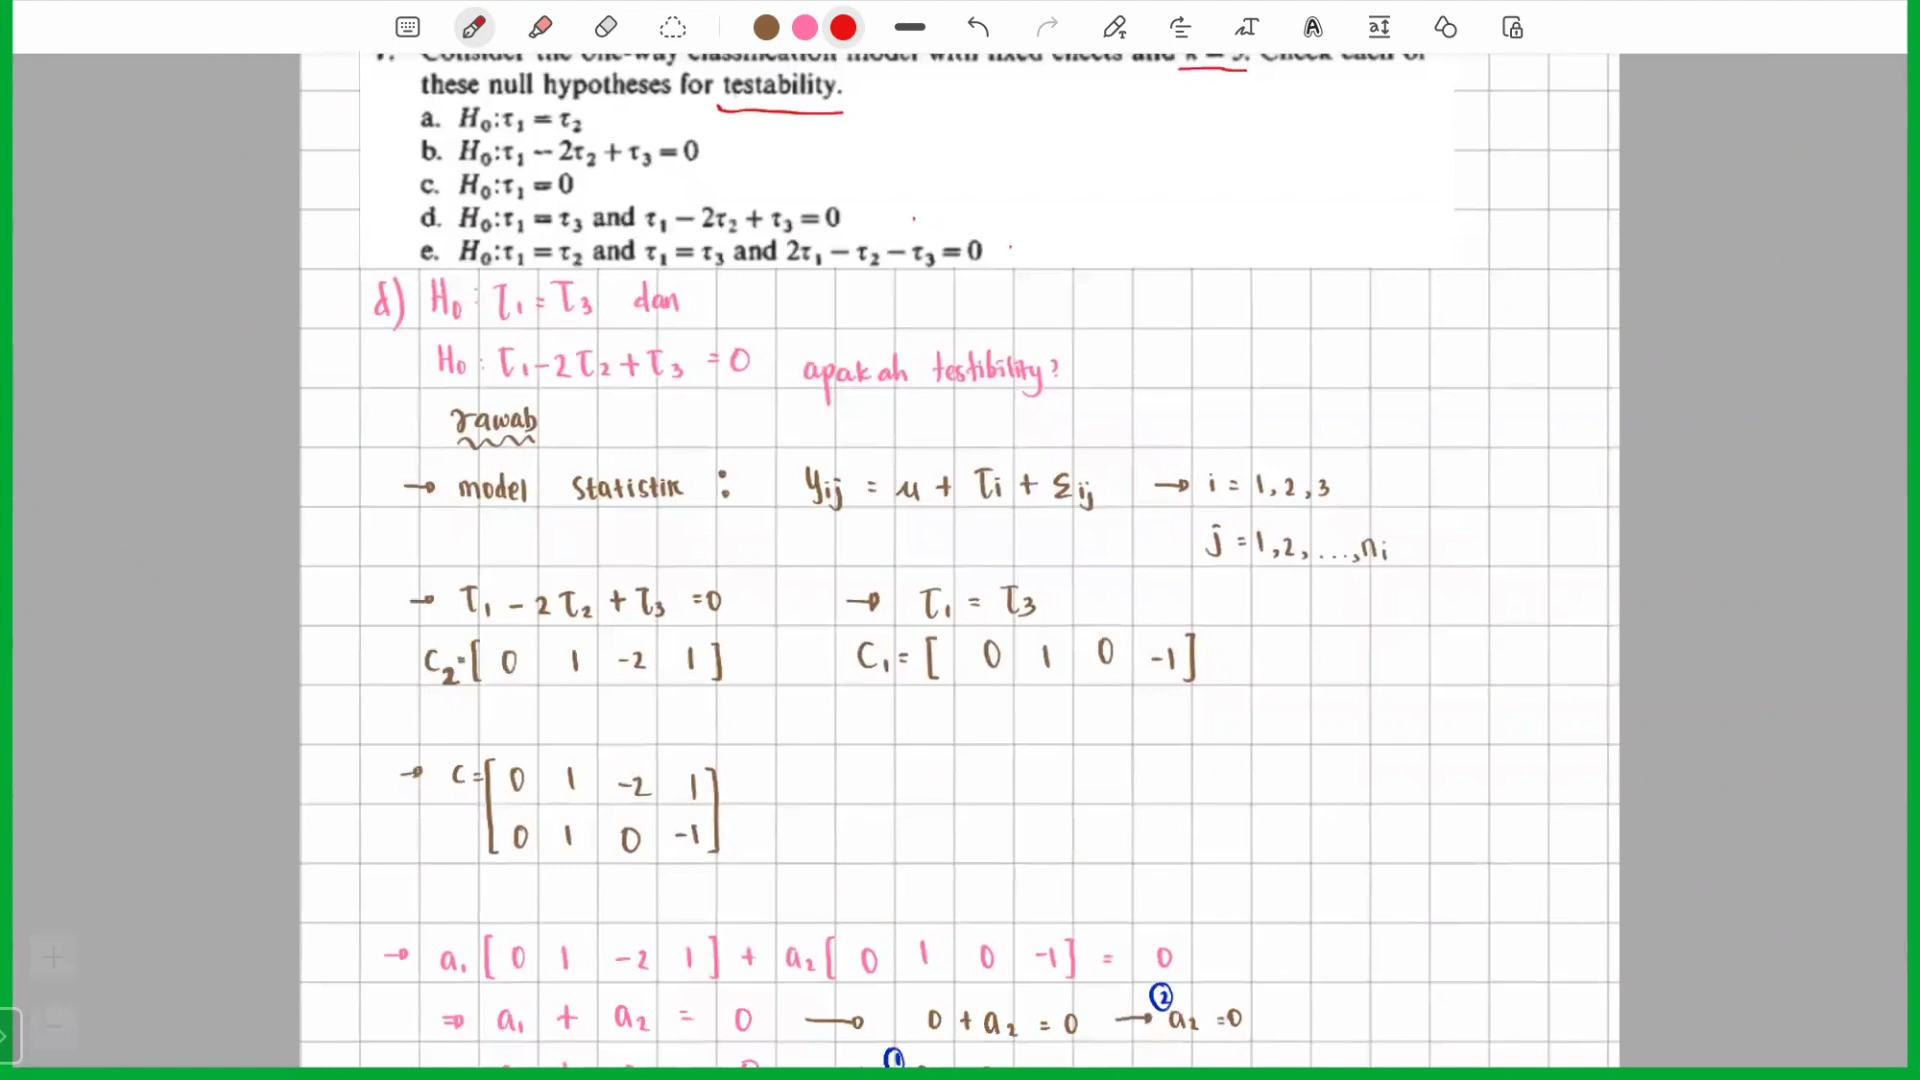 these null hypotheses for testability.
a. H₀:τ₁ = τ₂
b. H₀:τ₁ − 2τ₂ + τ₃ = 0
c. H₀:τ₁ = 0
d. H₀:τ₁ = τ₃ and τ₁ − 2τ₂ + τ₃ = 0
e. H₀:τ₁ = τ₂ and τ₁ = τ₃ and 2τ₁ − τ₂ − τ₃ = 0
d) H₀ : τ₁ = τ₃ dan
H₀ : τ₁ - 2τ₂ + τ₃ = 0 apakah testibility?
Jawab
→ model statistik : yij = μ + τi + εij → i = 1, 2, 3
j = 1, 2, ..., ni
→ τ₁ - 2τ₂ + τ₃ = 0 → τ₁ = τ₃
C₂ = [ 0 1 -2 1 ] C₁ = [ 0 1 0 -1 ]
→ C = [ 0 1 -2 1
0 1 0 -1 ]
→ a₁ [ 0 1 -2 1 ] + a₂ [ 0 1 0 -1 ] = 0
⇒ a₁ + a₂ = 0 → 0 + a₂ = 0 → ② a₂ = 0
①